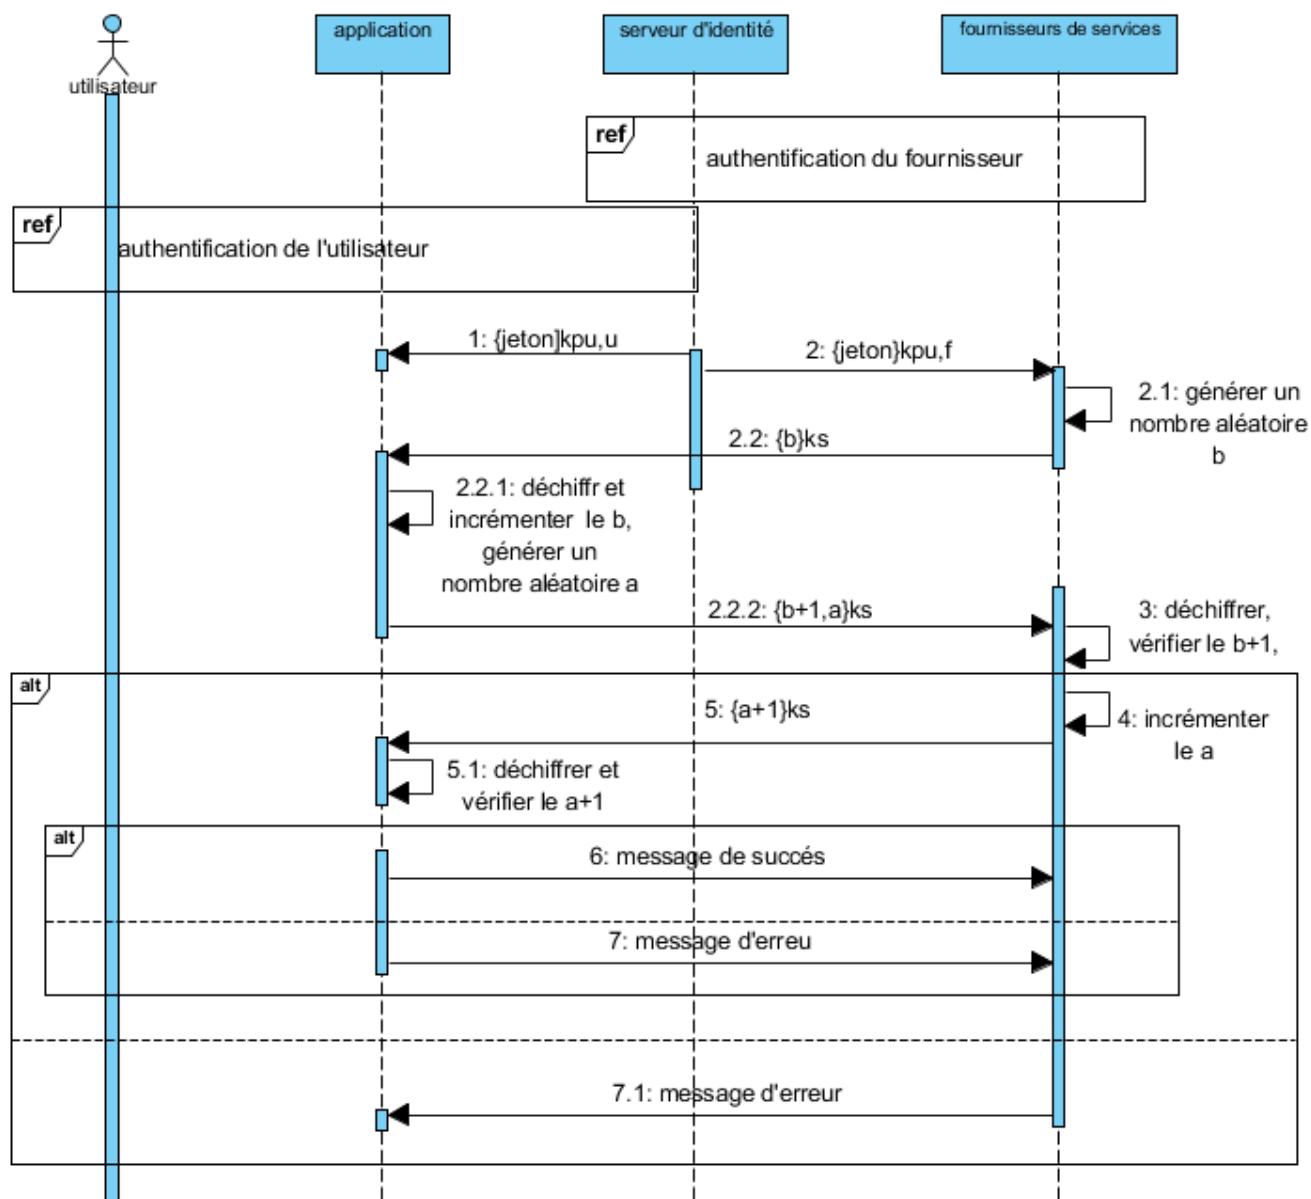 application
serveur d'identité
fournisseurs de services
utilisateur
ref
authentification du fournisseur
ref
authentification de l'utilisateur
1: {jeton]kpu,u
2: {jeton}kpu,f
2.1: générer un
nombre aléatoire
b
2.2: {b}ks
2.2.1: déchiffr et
incrémenter le b,
générer un
nombre aléatoire a
2.2.2: {b+1,a}ks
3: déchiffrer,
vérifier le b+1,
alt
5: {a+1}ks
4: incrémenter
le a
5.1: déchiffrer et
vérifier le a+1
alt
6: message de succés
7: message d'erreu
7.1: message d'erreur